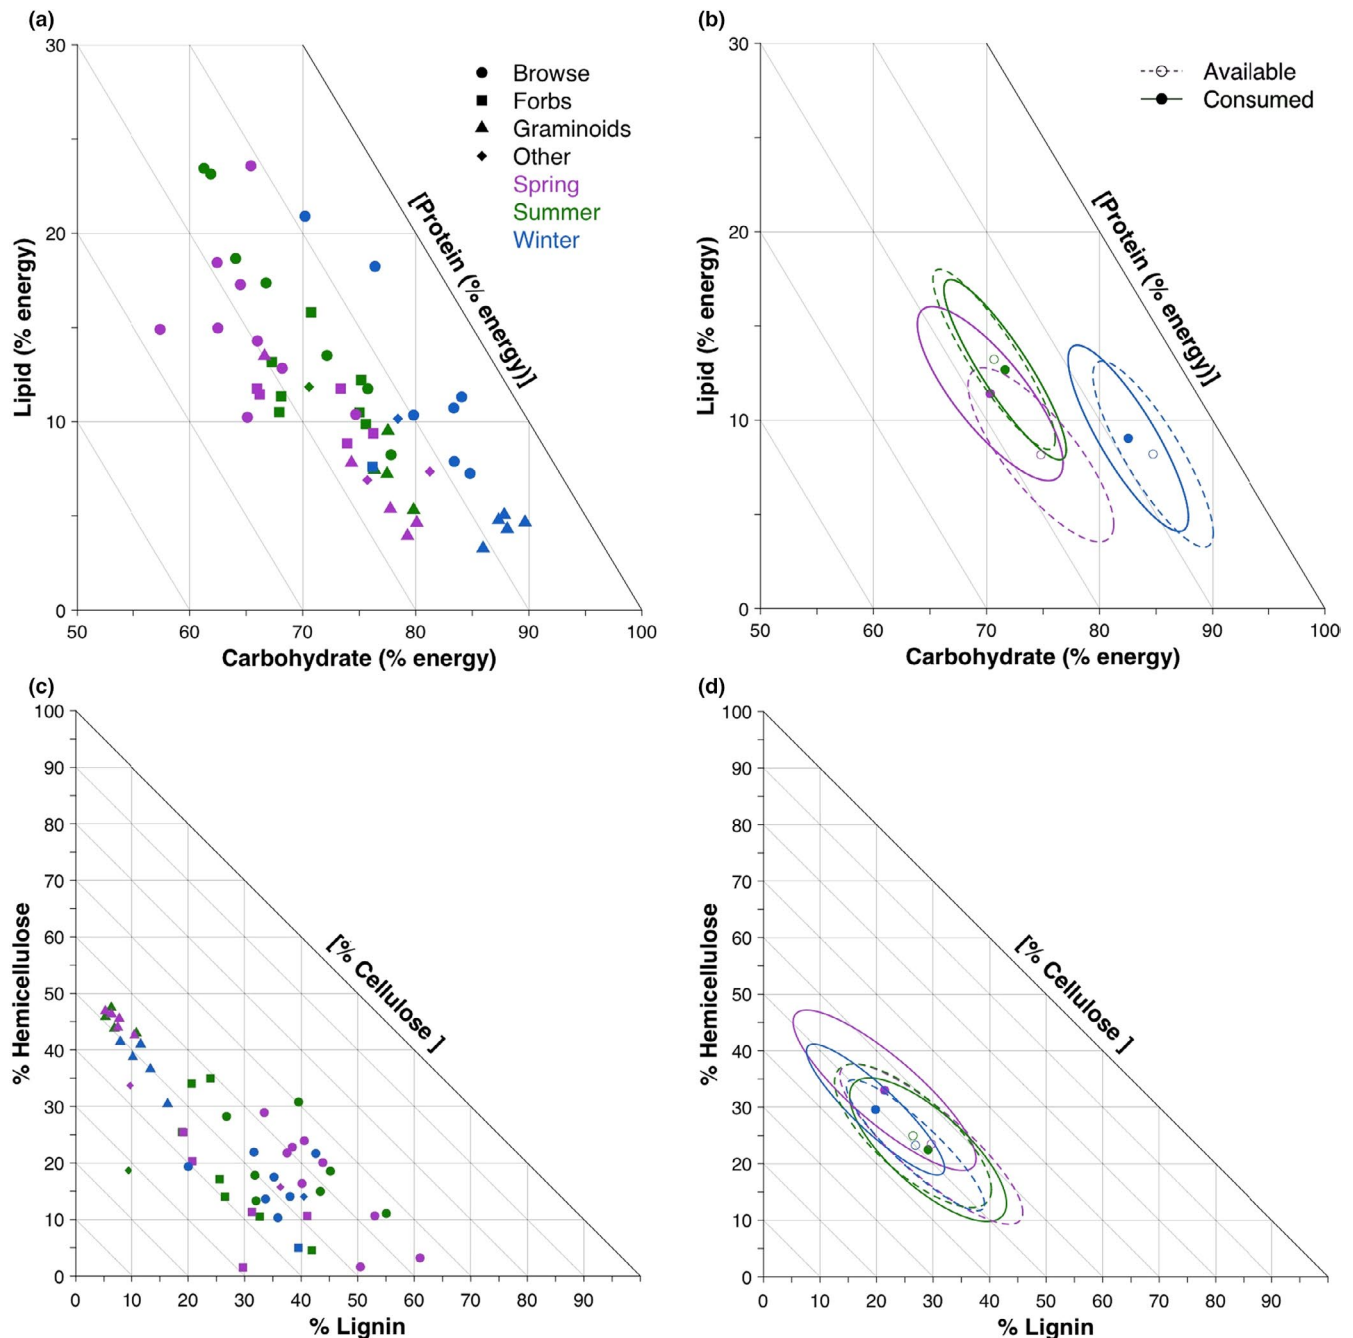 (a)
30
20
10
0
50
60
70
80
90
100
Lipid (% energy)
Carbohydrate (% energy)
[Protein (% energy)]
Browse
Forbs
Graminoids
Other
Spring
Summer
Winter
(b)
30
20
10
0
50
60
70
80
90
100
Lipid (% energy)
Carbohydrate (% energy)
[Protein (% energy)]
Available
Consumed
(c)
100
90
80
70
60
50
40
30
20
10
0
0
10
20
30
40
50
60
70
80
90
% Hemicellulose
% Lignin
[% Cellulose ]
(d)
100
90
80
70
60
50
40
30
20
10
0
0
10
20
30
40
50
60
70
80
90
% Hemicellulose
% Lignin
[% Cellulose ]